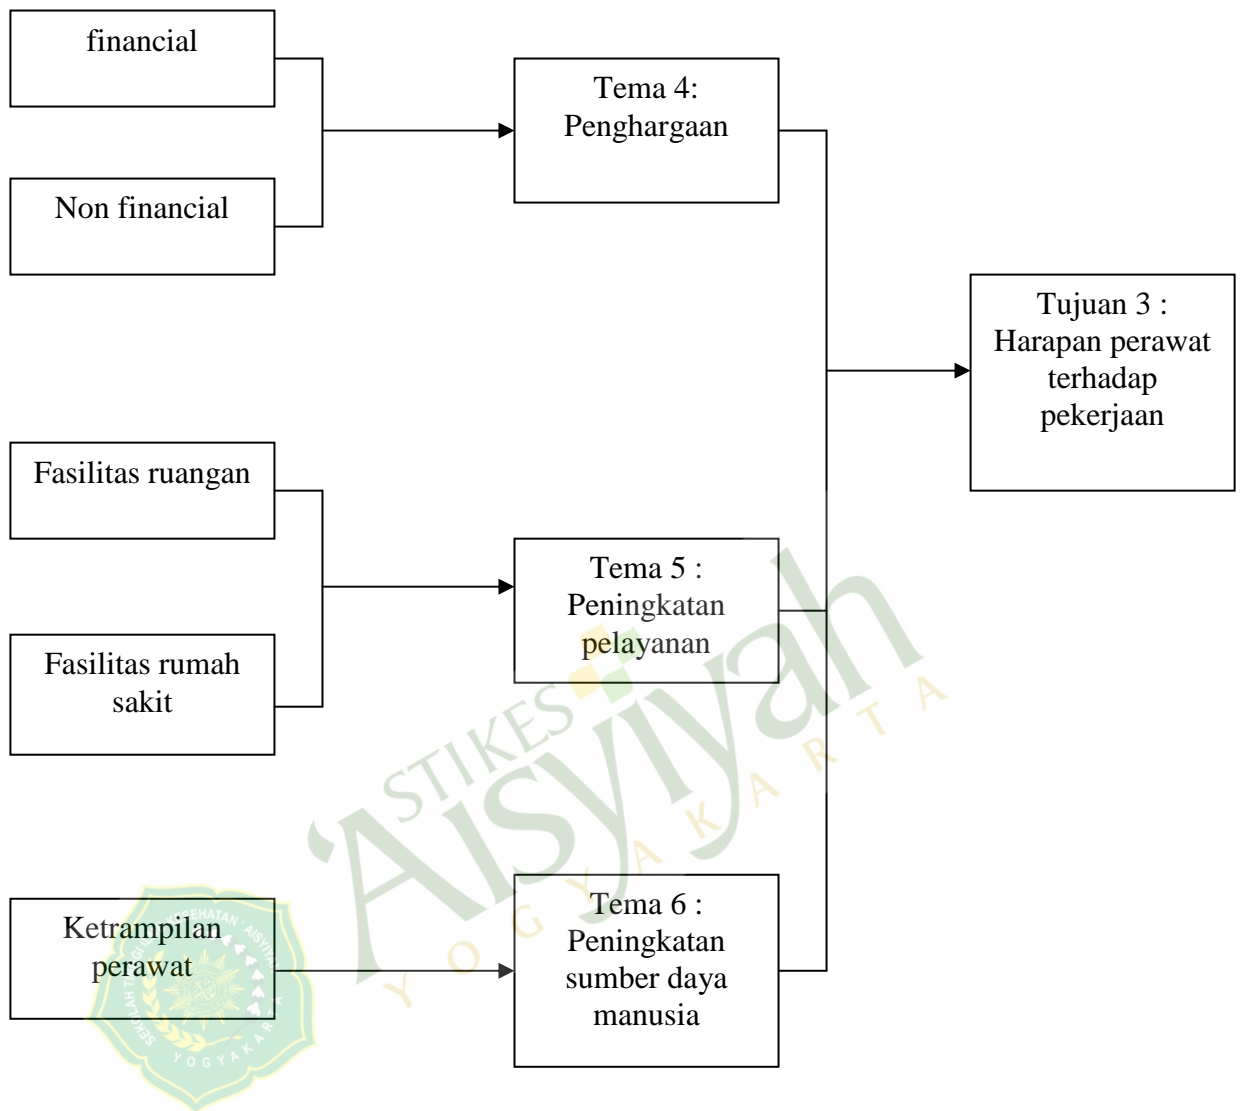 financial
Non financial
Tema 4:
Penghargaan
Tujuan 3 :
Harapan perawat
terhadap
pekerjaan
Fasilitas ruangan
Fasilitas rumah
sakit
Tema 5 :
Peningkatan
pelayanan
Ketrampilan
perawat
Tema 6 :
Peningkatan
sumber daya
manusia
STIKES
'Aisyiyah
YOGYAKARTA
YOGYAKARTA